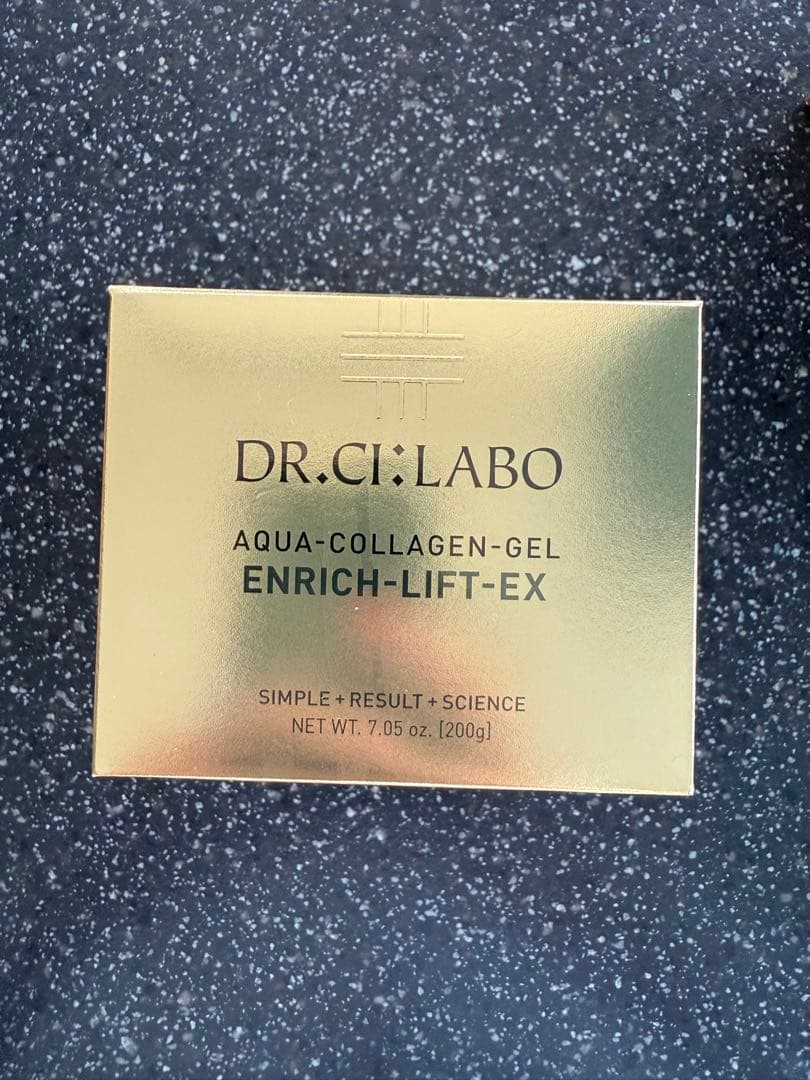 DR.CI:LABO
AQUA-COLLAGEN-GEL
ENRICH-LIFT-EX
SIMPLE+RESULT+SCIENCE
NET WT. 7.05 oz. [200g]